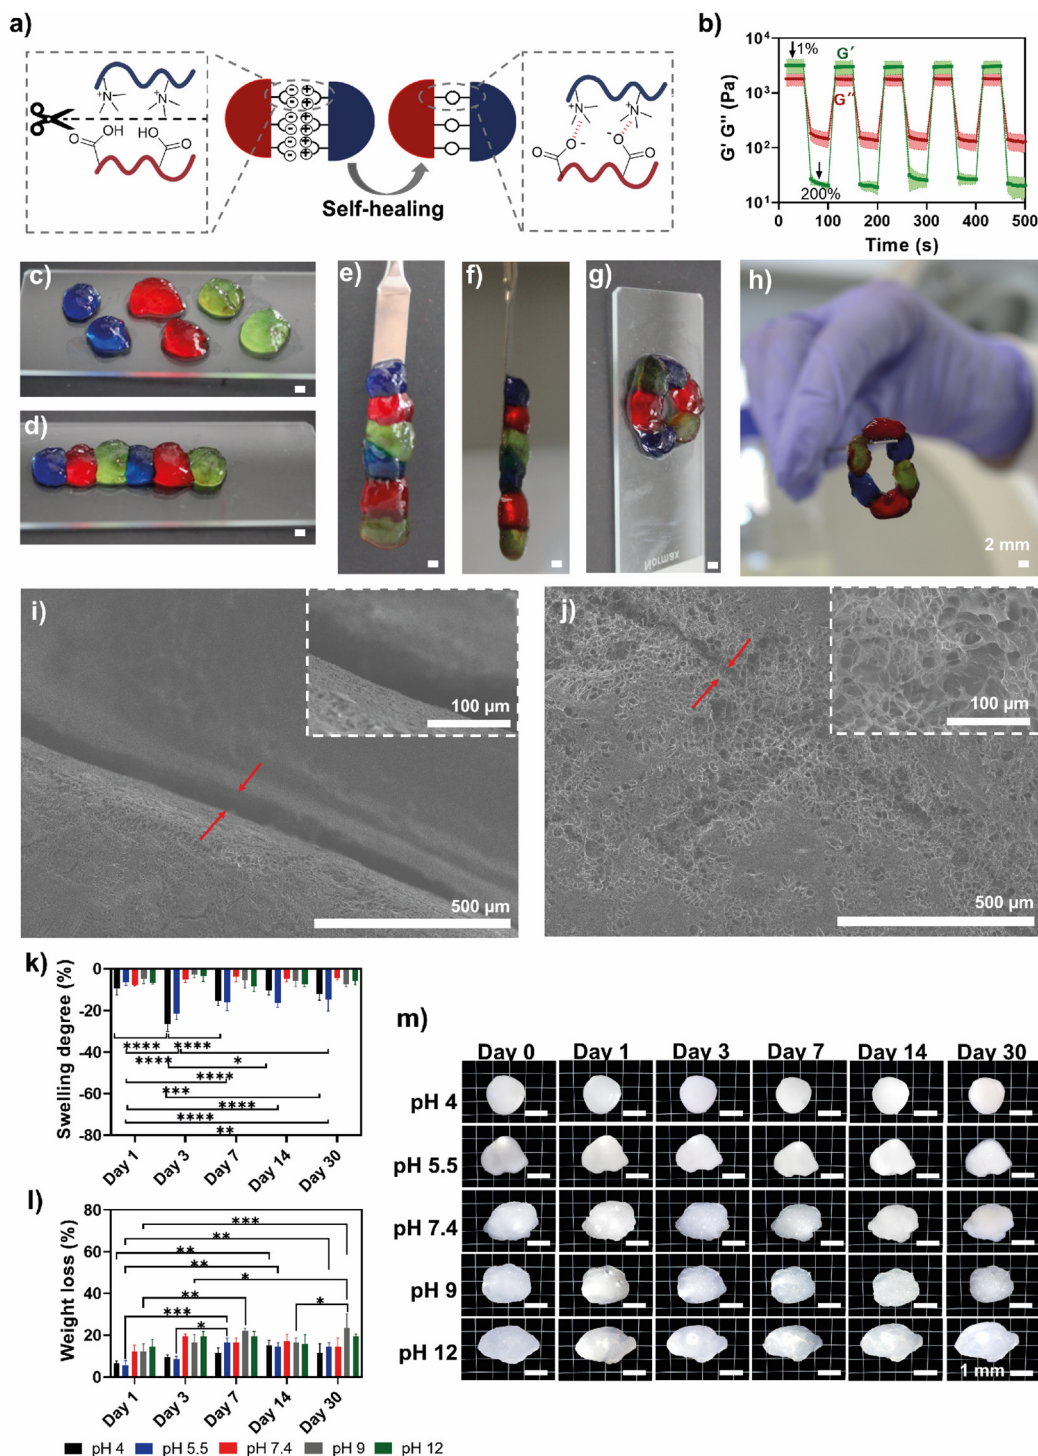 a)
OH HO
N+ N+
O O
- - - + + +
Self-healing
N+ N+
O - O -
O O
b)
G' G'' (Pa)
10⁴
10³
10²
10¹
1%
G'
G''
200%
0 100 200 300 400 500
Time (s)
c)
d)
e)
f)
g)
Normax
h)
2 mm
i)
100 µm
500 µm
j)
100 µm
500 µm
k)
Swelling degree (%)
0
-20
-40
-60
-80
**** ****
**** *
****
***
****
****
**
Day 1 Day 3 Day 7 Day 14 Day 30
l)
Weight loss (%)
80
60
40
20
0
***
**
**
**
*
**
*
***
*
Day 1 Day 3 Day 7 Day 14 Day 30
pH 4 pH 5.5 pH 7.4 pH 9 pH 12
m)
Day 0 Day 1 Day 3 Day 7 Day 14 Day 30
pH 4
pH 5.5
pH 7.4
pH 9
pH 12
1 mm